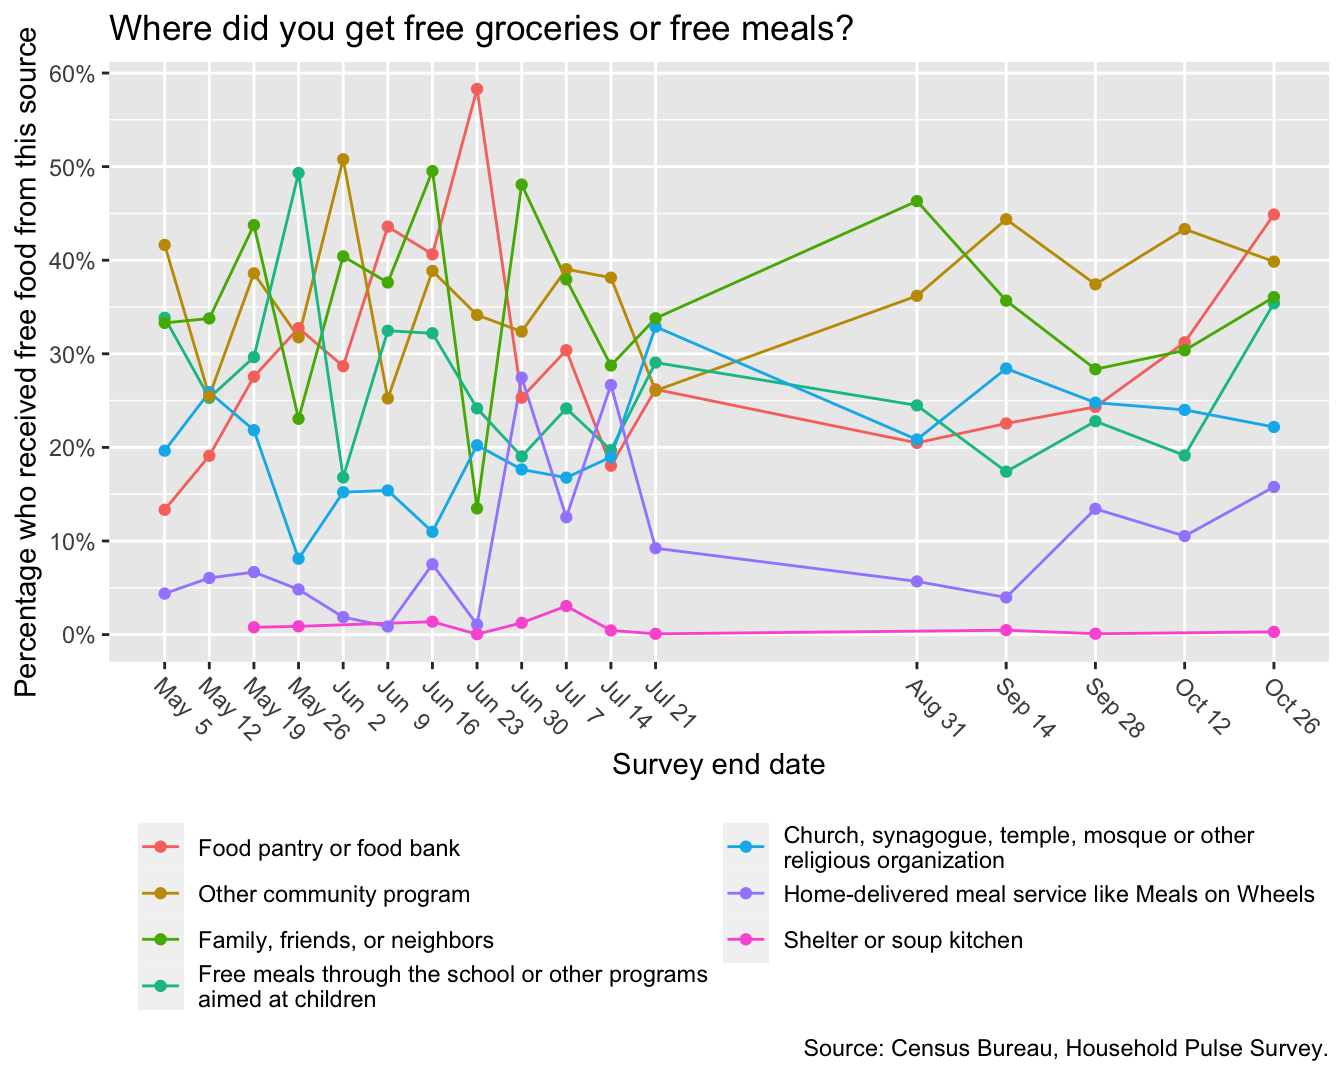 Where did you get free groceries or free meals?
Percentage who received free food from this source
60%
50%
40%
30%
20%
10%
0%
May 5
May 12
May 19
May 26
Jun 2
Jun 9
Jun 16
Jun 23
Jun 30
Jul 7
Jul 14
Jul 21
Aug 31
Sep 14
Sep 28
Oct 12
Oct 26
Survey end date
Food pantry or food bank
Other community program
Family, friends, or neighbors
Free meals through the school or other programs
aimed at children
Church, synagogue, temple, mosque or other
religious organization
Home-delivered meal service like Meals on Wheels
Shelter or soup kitchen
Source: Census Bureau, Household Pulse Survey.